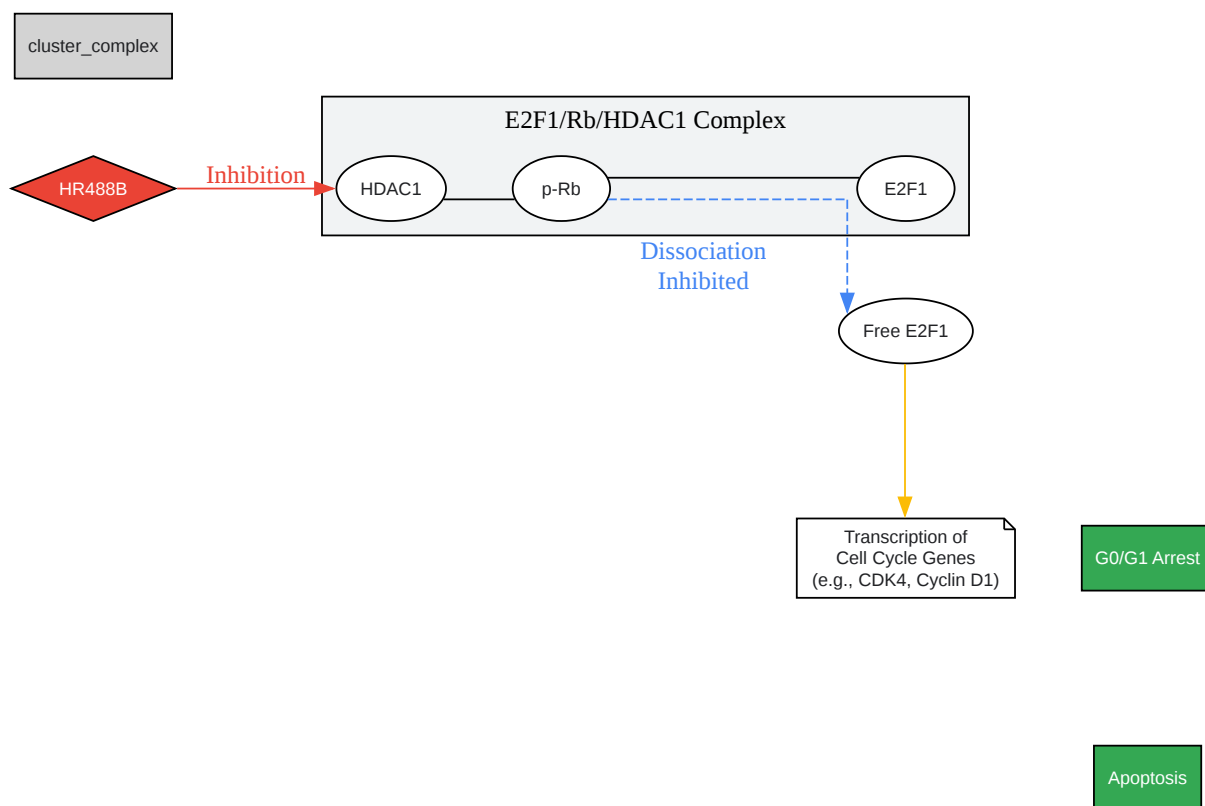 cluster_complex
E2F1/Rb/HDAC1 Complex
HR488B
Inhibition
HDAC1
p-Rb
E2F1
Dissociation
Inhibited
Free E2F1
Transcription of
Cell Cycle Genes
(e.g., CDK4, Cyclin D1)
G0/G1 Arrest
Apoptosis